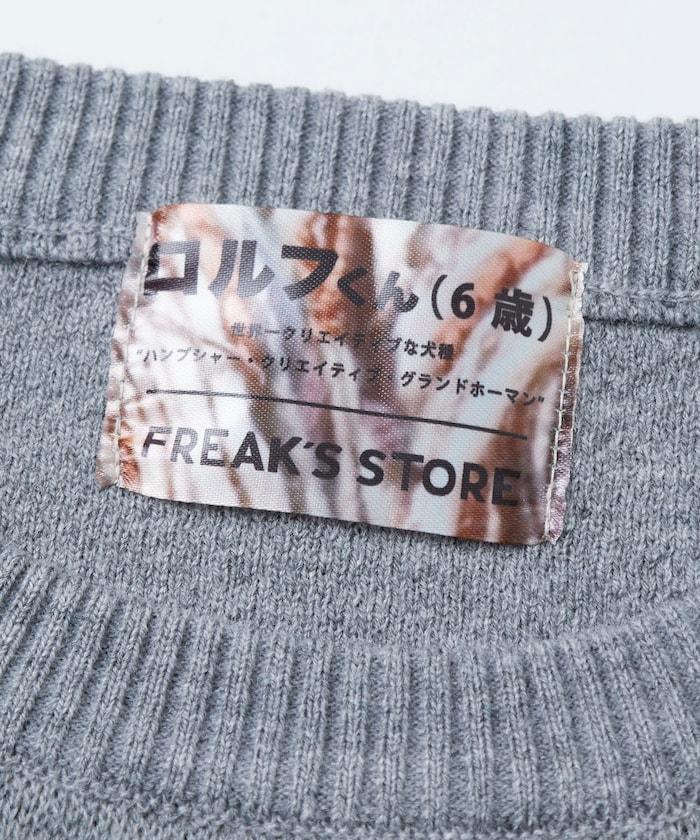 コルフくん(6 歳)
世界一クリエイティブな犬種
"ハンプシャー・クリエイティブ グランドホーマン"
FREAK'S STORE